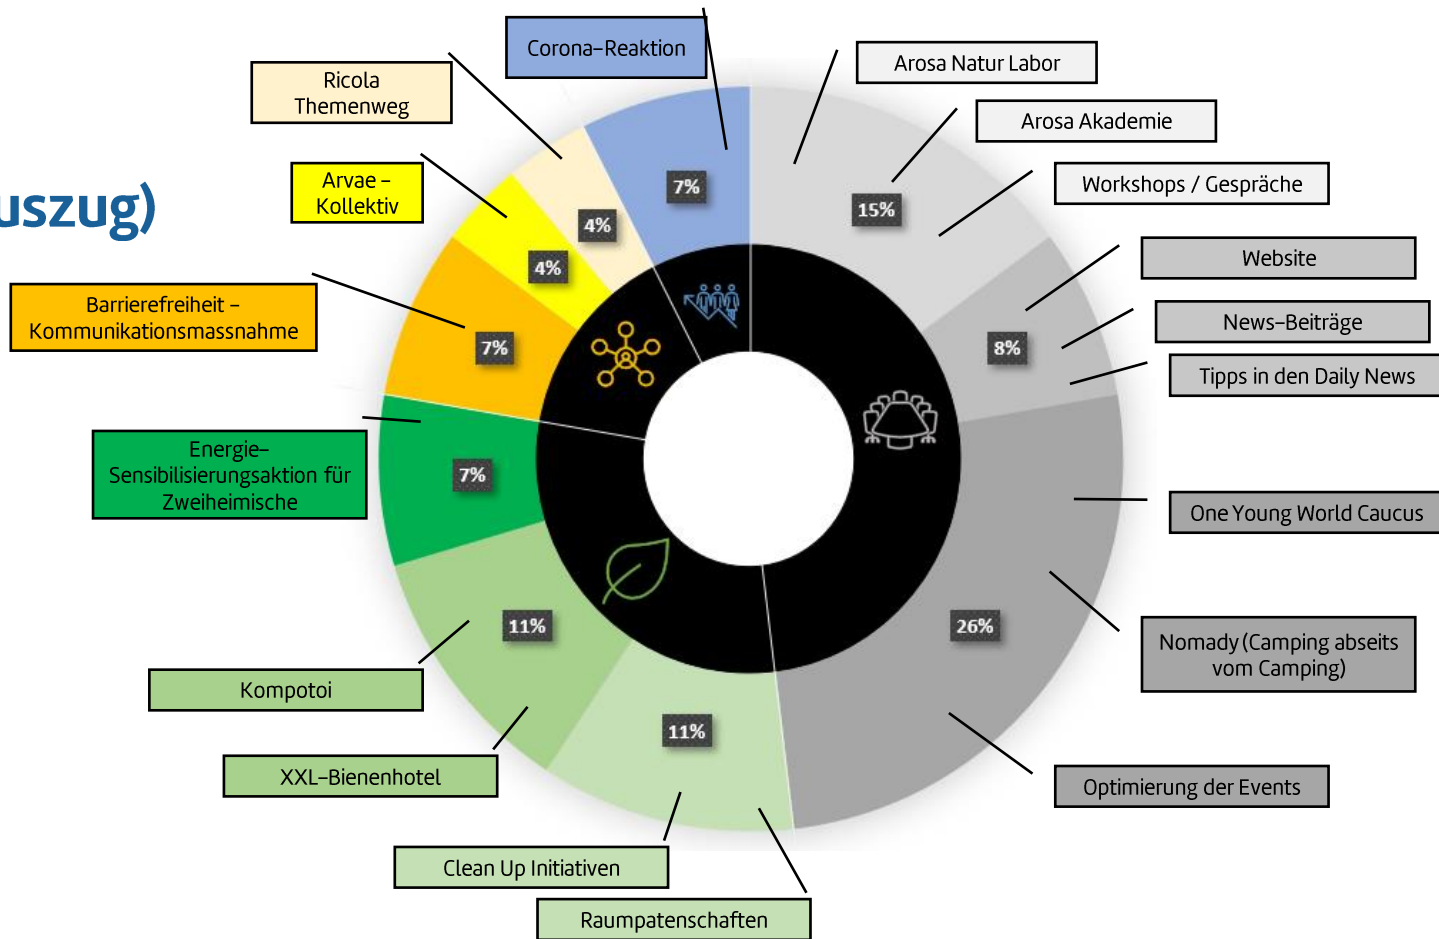 uszug)
Corona-Reaktion
Ricola
Themenweg
Arvae –
Kollektiv
Barrierefreiheit –
Kommunikationsmassnahme
Energie–
Sensibilisierungsaktion für
Zweiheimische
Kompotoi
XXL-Bienenhotel
Clean Up Initiativen
Raumpatenschaften
Arosa Natur Labor
Arosa Akademie
Workshops / Gespräche
Website
News-Beiträge
Tipps in den Daily News
One Young World Caucus
Nomady (Camping abseits
vom Camping)
Optimierung der Events
7%
15%
4%
4%
8%
7%
7%
11%
26%
11%